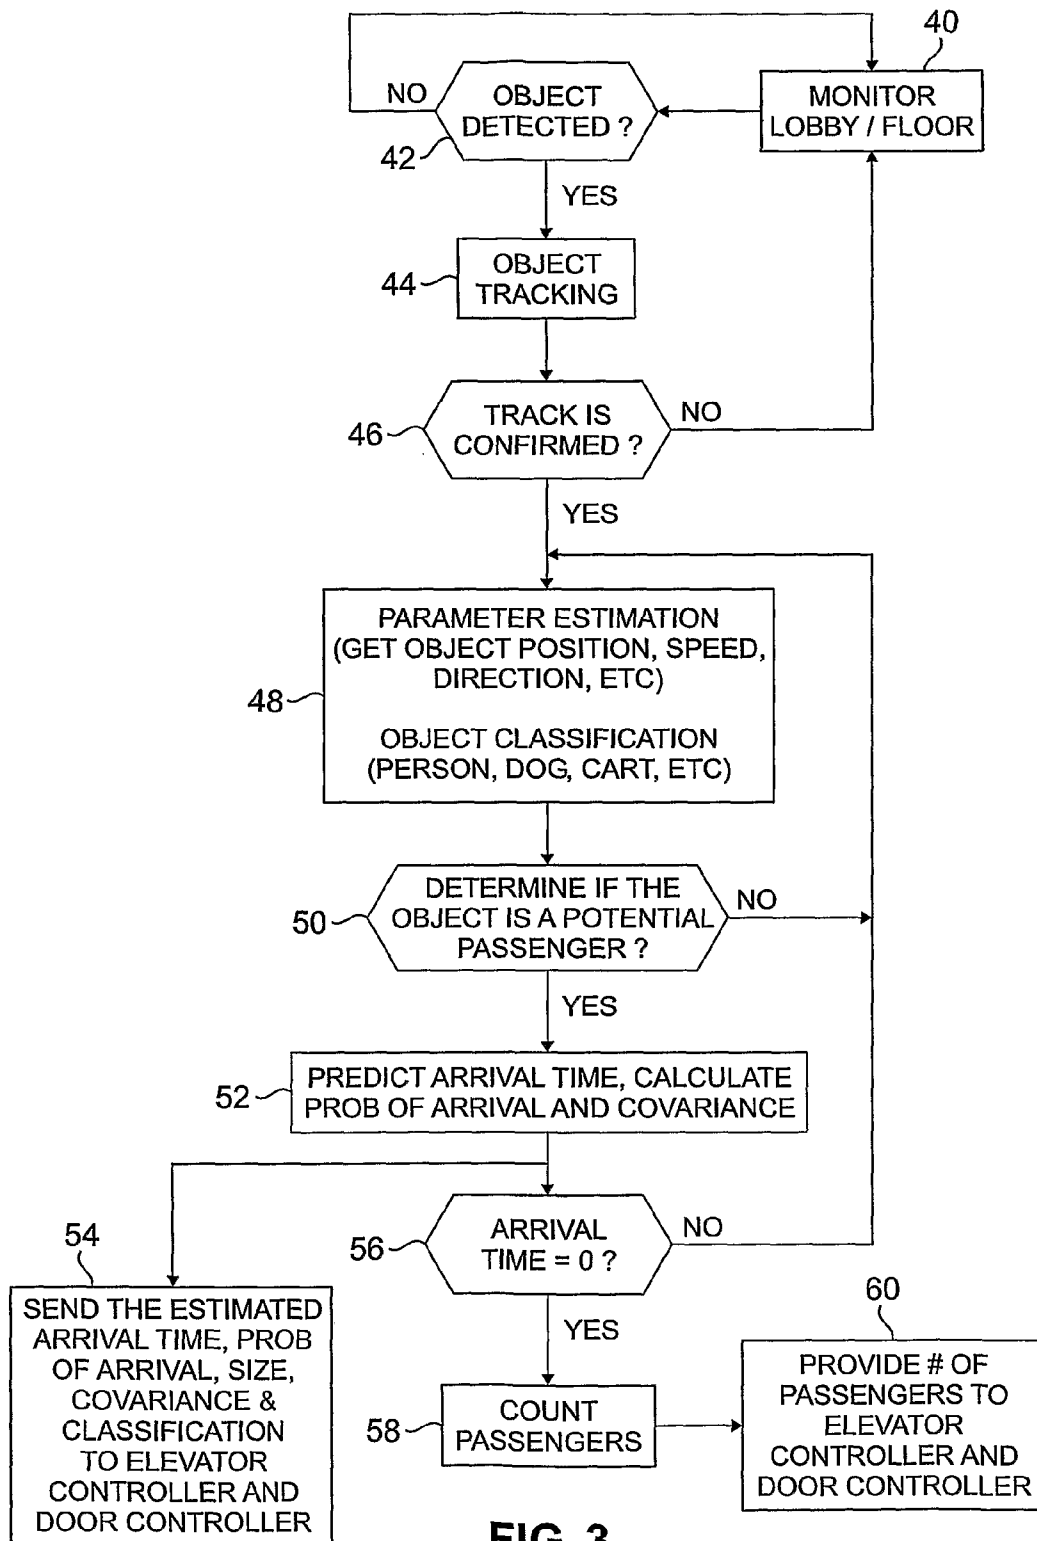 40
MONITOR
LOBBY / FLOOR
NO
OBJECT
DETECTED ?
42
YES
OBJECT
TRACKING
44
TRACK IS
CONFIRMED ?
46
NO
YES
PARAMETER ESTIMATION
(GET OBJECT POSITION, SPEED,
DIRECTION, ETC)
48
OBJECT CLASSIFICATION
(PERSON, DOG, CART, ETC)
DETERMINE IF THE
OBJECT IS A POTENTIAL
PASSENGER ?
50
NO
YES
PREDICT ARRIVAL TIME, CALCULATE
PROB OF ARRIVAL AND COVARIANCE
52
54
SEND THE ESTIMATED
ARRIVAL TIME, PROB
OF ARRIVAL, SIZE,
COVARIANCE &
CLASSIFICATION
TO ELEVATOR
CONTROLLER AND
DOOR CONTROLLER
ARRIVAL
TIME = 0 ?
56
NO
YES
COUNT
PASSENGERS
58
60
PROVIDE # OF
PASSENGERS TO
ELEVATOR
CONTROLLER AND
DOOR CONTROLLER
FIG. 3